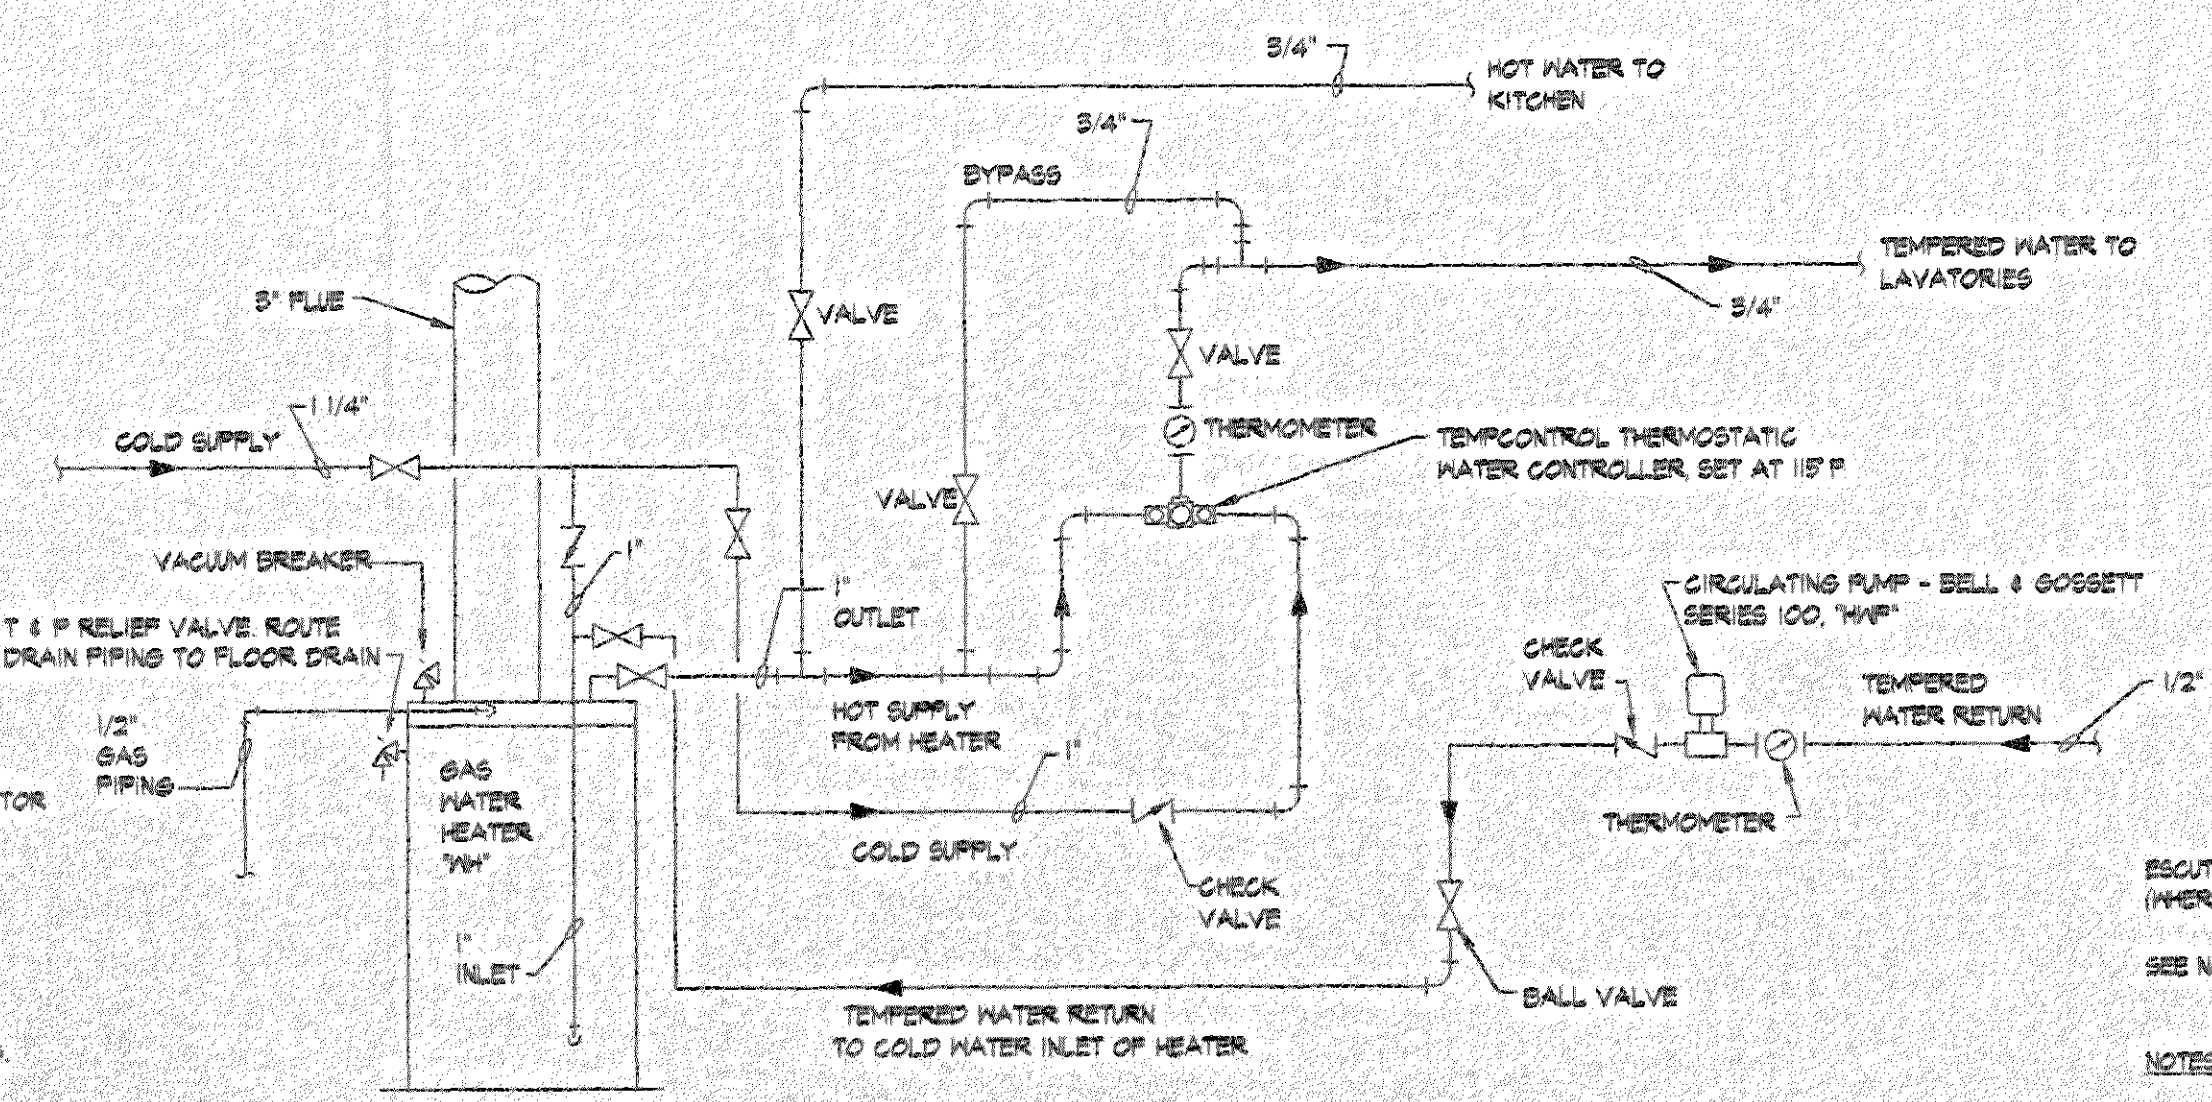 3/4"
HOT WATER TO
KITCHEN
3/4"
BYPASS
TEMPERED WATER TO
LAVATORIES
3" FLUE
VALVE
3/4"
VALVE
1 1/4"
COLD SUPPLY
THERMOMETER
TEMPCONTROL THERMOSTATIC
WATER CONTROLLER, SET AT 115°F
VALVE
VACUUM BREAKER
1"
1"
OUTLET
CIRCULATING PUMP - BELL & GOSSETT
SERIES 100, "HWP"
T & P RELIEF VALVE. ROUTE
DRAIN PIPING TO FLOOR DRAIN
CHECK
VALVE
TEMPERED
WATER RETURN
1/2"
1/2"
GAS
PIPING
HOT SUPPLY
FROM HEATER
1"
GAS
WATER
HEATER
"WH"
TOR
THERMOMETER
COLD SUPPLY
CHECK
VALVE
ESCUT
(WHER
1"
INLET
SEE N
BALL VALVE
TEMPERED WATER RETURN
TO COLD WATER INLET OF HEATER
NOTES